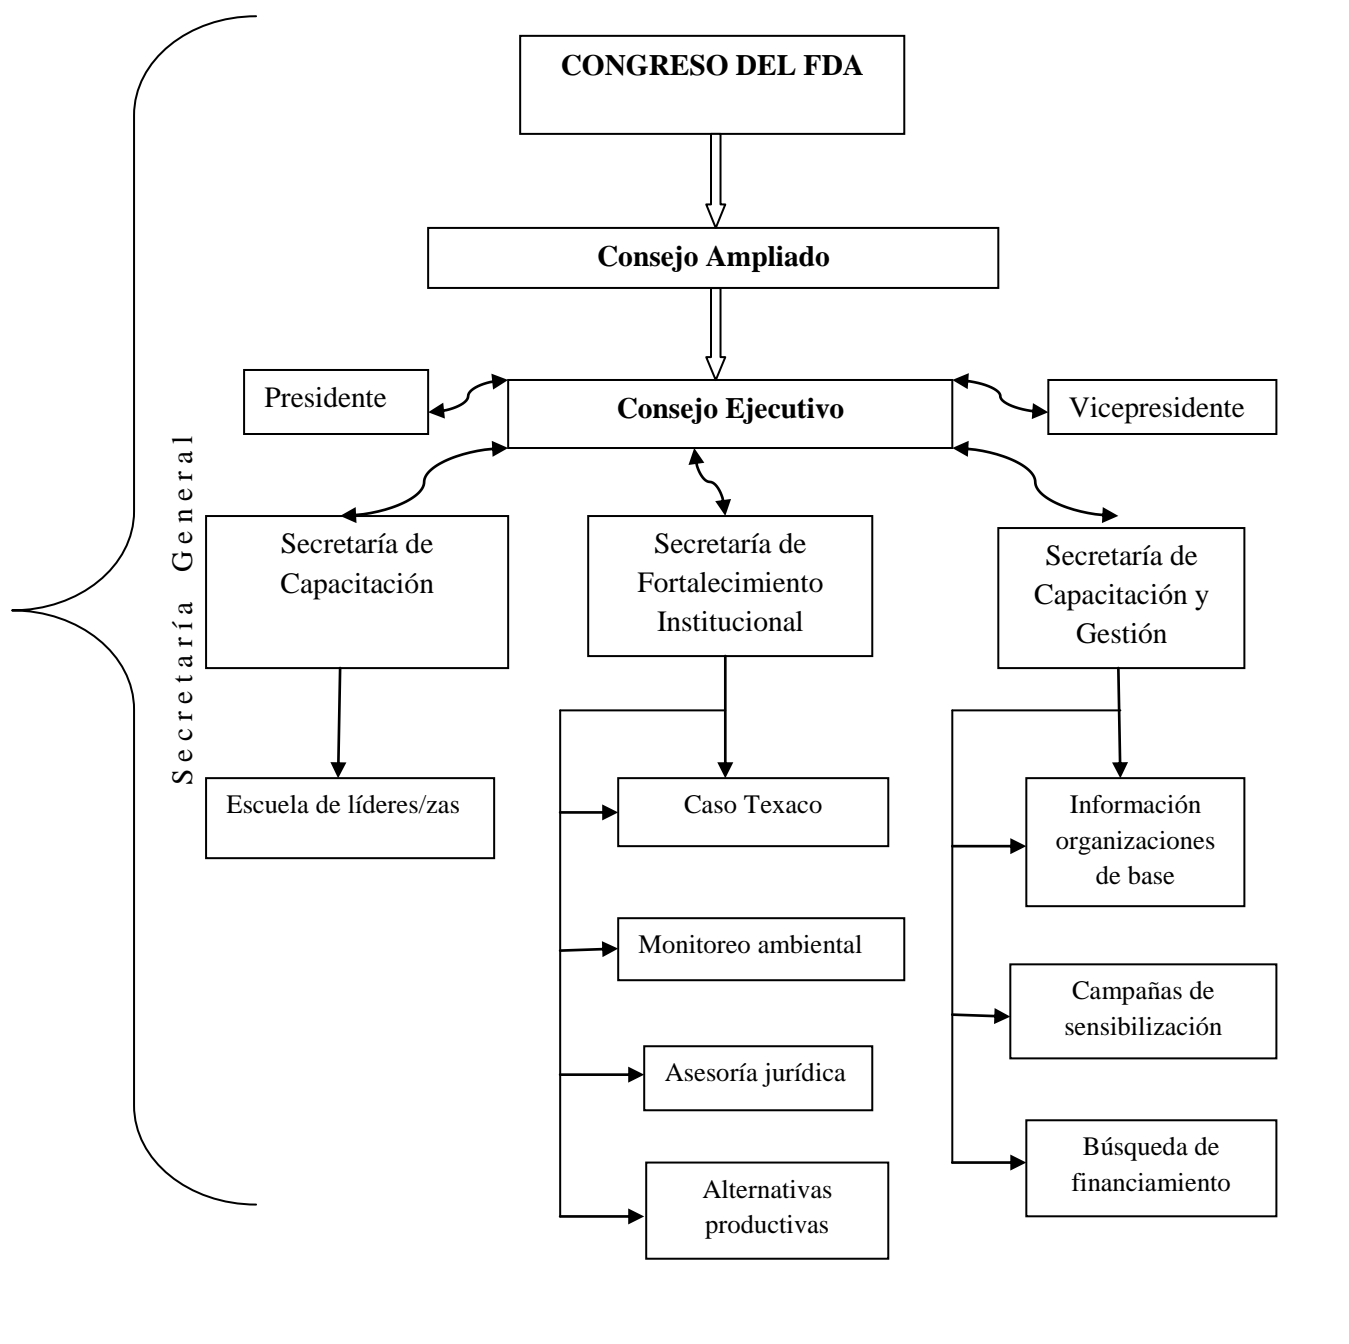 CONGRESO DEL FDA
Consejo Ampliado
Presidente
Consejo Ejecutivo
Vicepresidente
Secretaría General
Secretaría de
Capacitación
Secretaría de
Fortalecimiento
Institucional
Secretaría de
Capacitación y
Gestión
Escuela de líderes/zas
Caso Texaco
Monitoreo ambiental
Asesoría jurídica
Alternativas
productivas
Información
organizaciones
de base
Campañas de
sensibilización
Búsqueda de
financiamiento